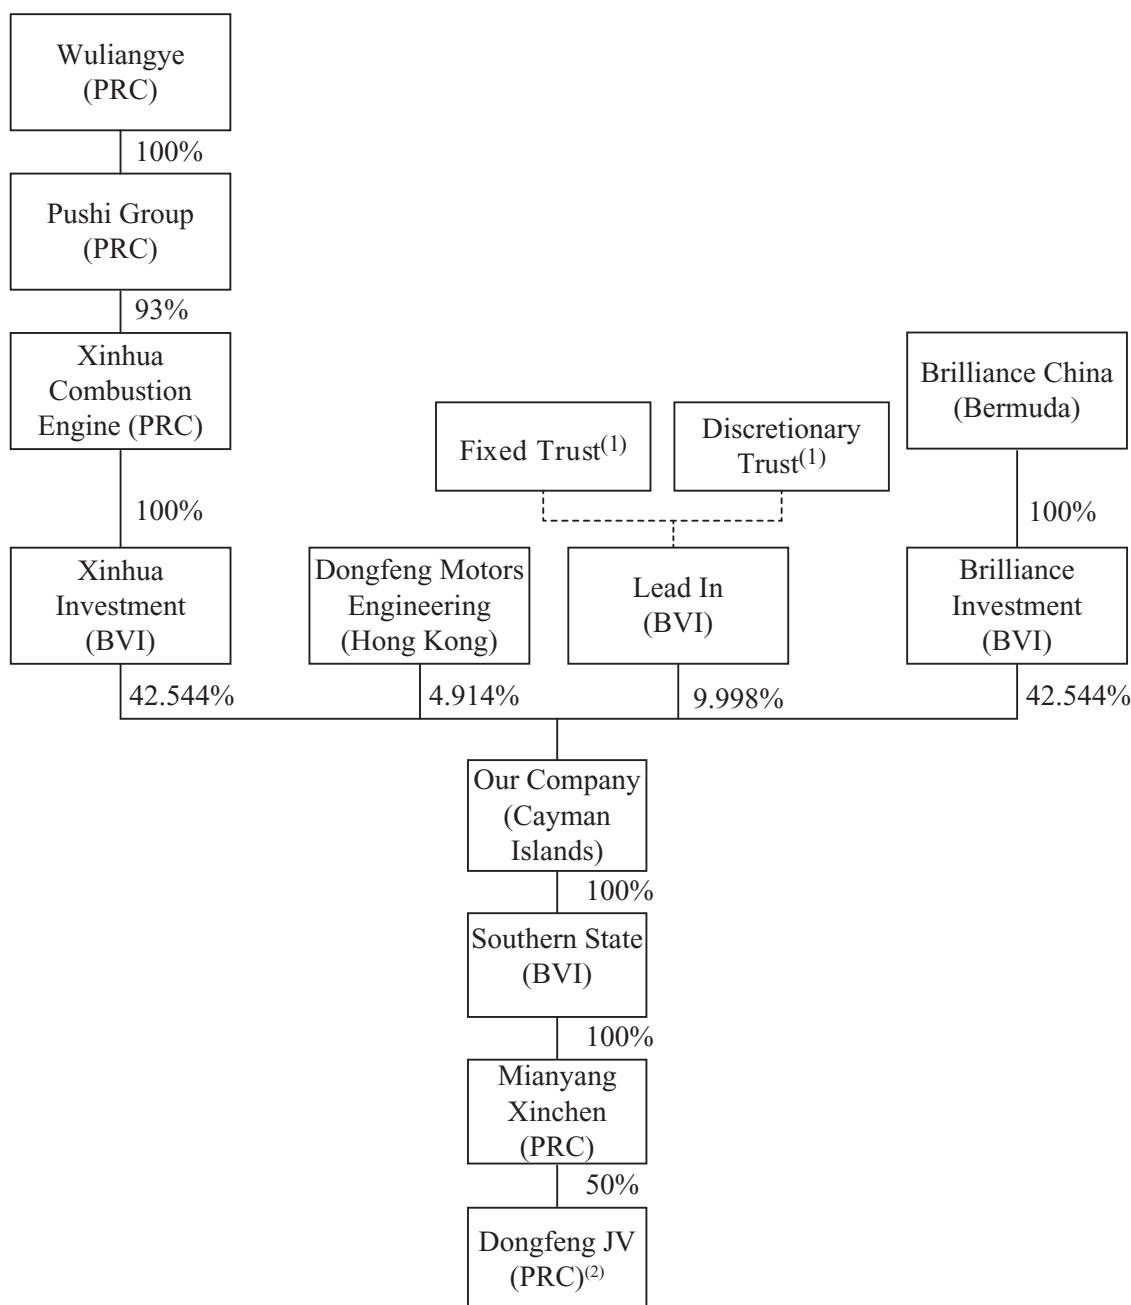 Wuliangye
(PRC)
100%
Pushi Group
(PRC)
93%
Xinhua
Combustion
Engine (PRC)
Brilliance China
(Bermuda)
Fixed Trust(1)
Discretionary
Trust(1)
100%
100%
Xinhua
Investment
(BVI)
Dongfeng Motors
Engineering
(Hong Kong)
Lead In
(BVI)
Brilliance
Investment
(BVI)
42.544%
4.914%
9.998%
42.544%
Our Company
(Cayman
Islands)
100%
Southern State
(BVI)
100%
Mianyang
Xinchen
(PRC)
50%
Dongfeng JV
(PRC)(2)